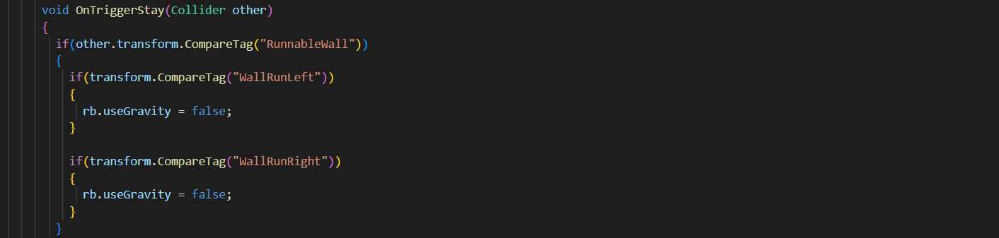 void OnTriggerStay(Collider other)
{
if(other.transform.CompareTag("RunnableWall"))
{
if(transform.CompareTag("WallRunLeft"))
{
rb.useGravity = false;
}
if(transform.CompareTag("WallRunRight"))
{
rb.useGravity = false;
}
}